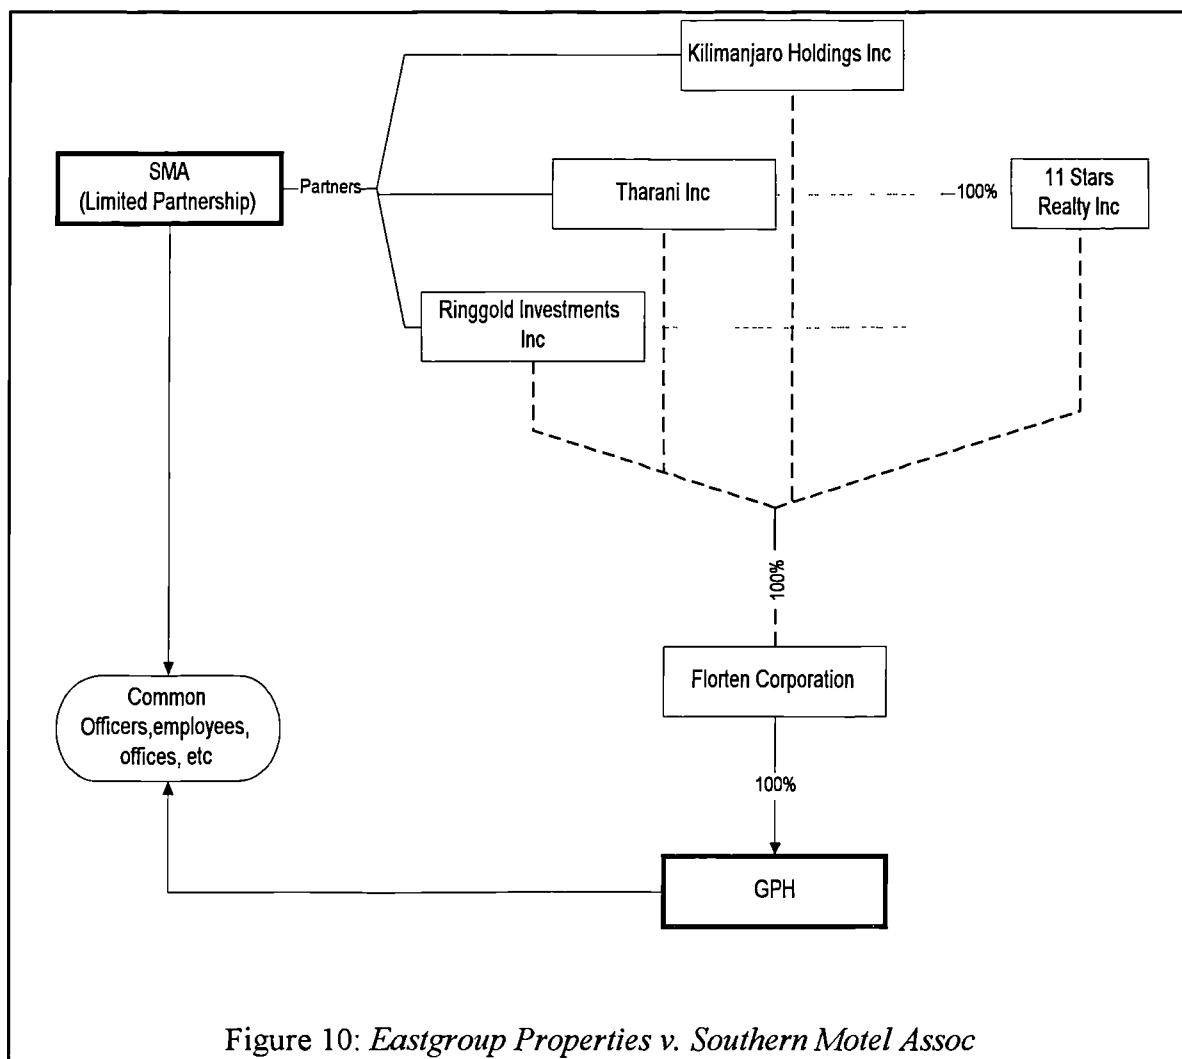 Kilimanjaro Holdings Inc
SMA
(Limited Partnership)
Partners
Tharani Inc
100%
11 Stars
Realty Inc
Ringgold Investments
Inc
100%
Florten Corporation
Common
Officers,employees,
offices, etc
100%
GPH
Figure 10: Eastgroup Properties v. Southern Motel Assoc